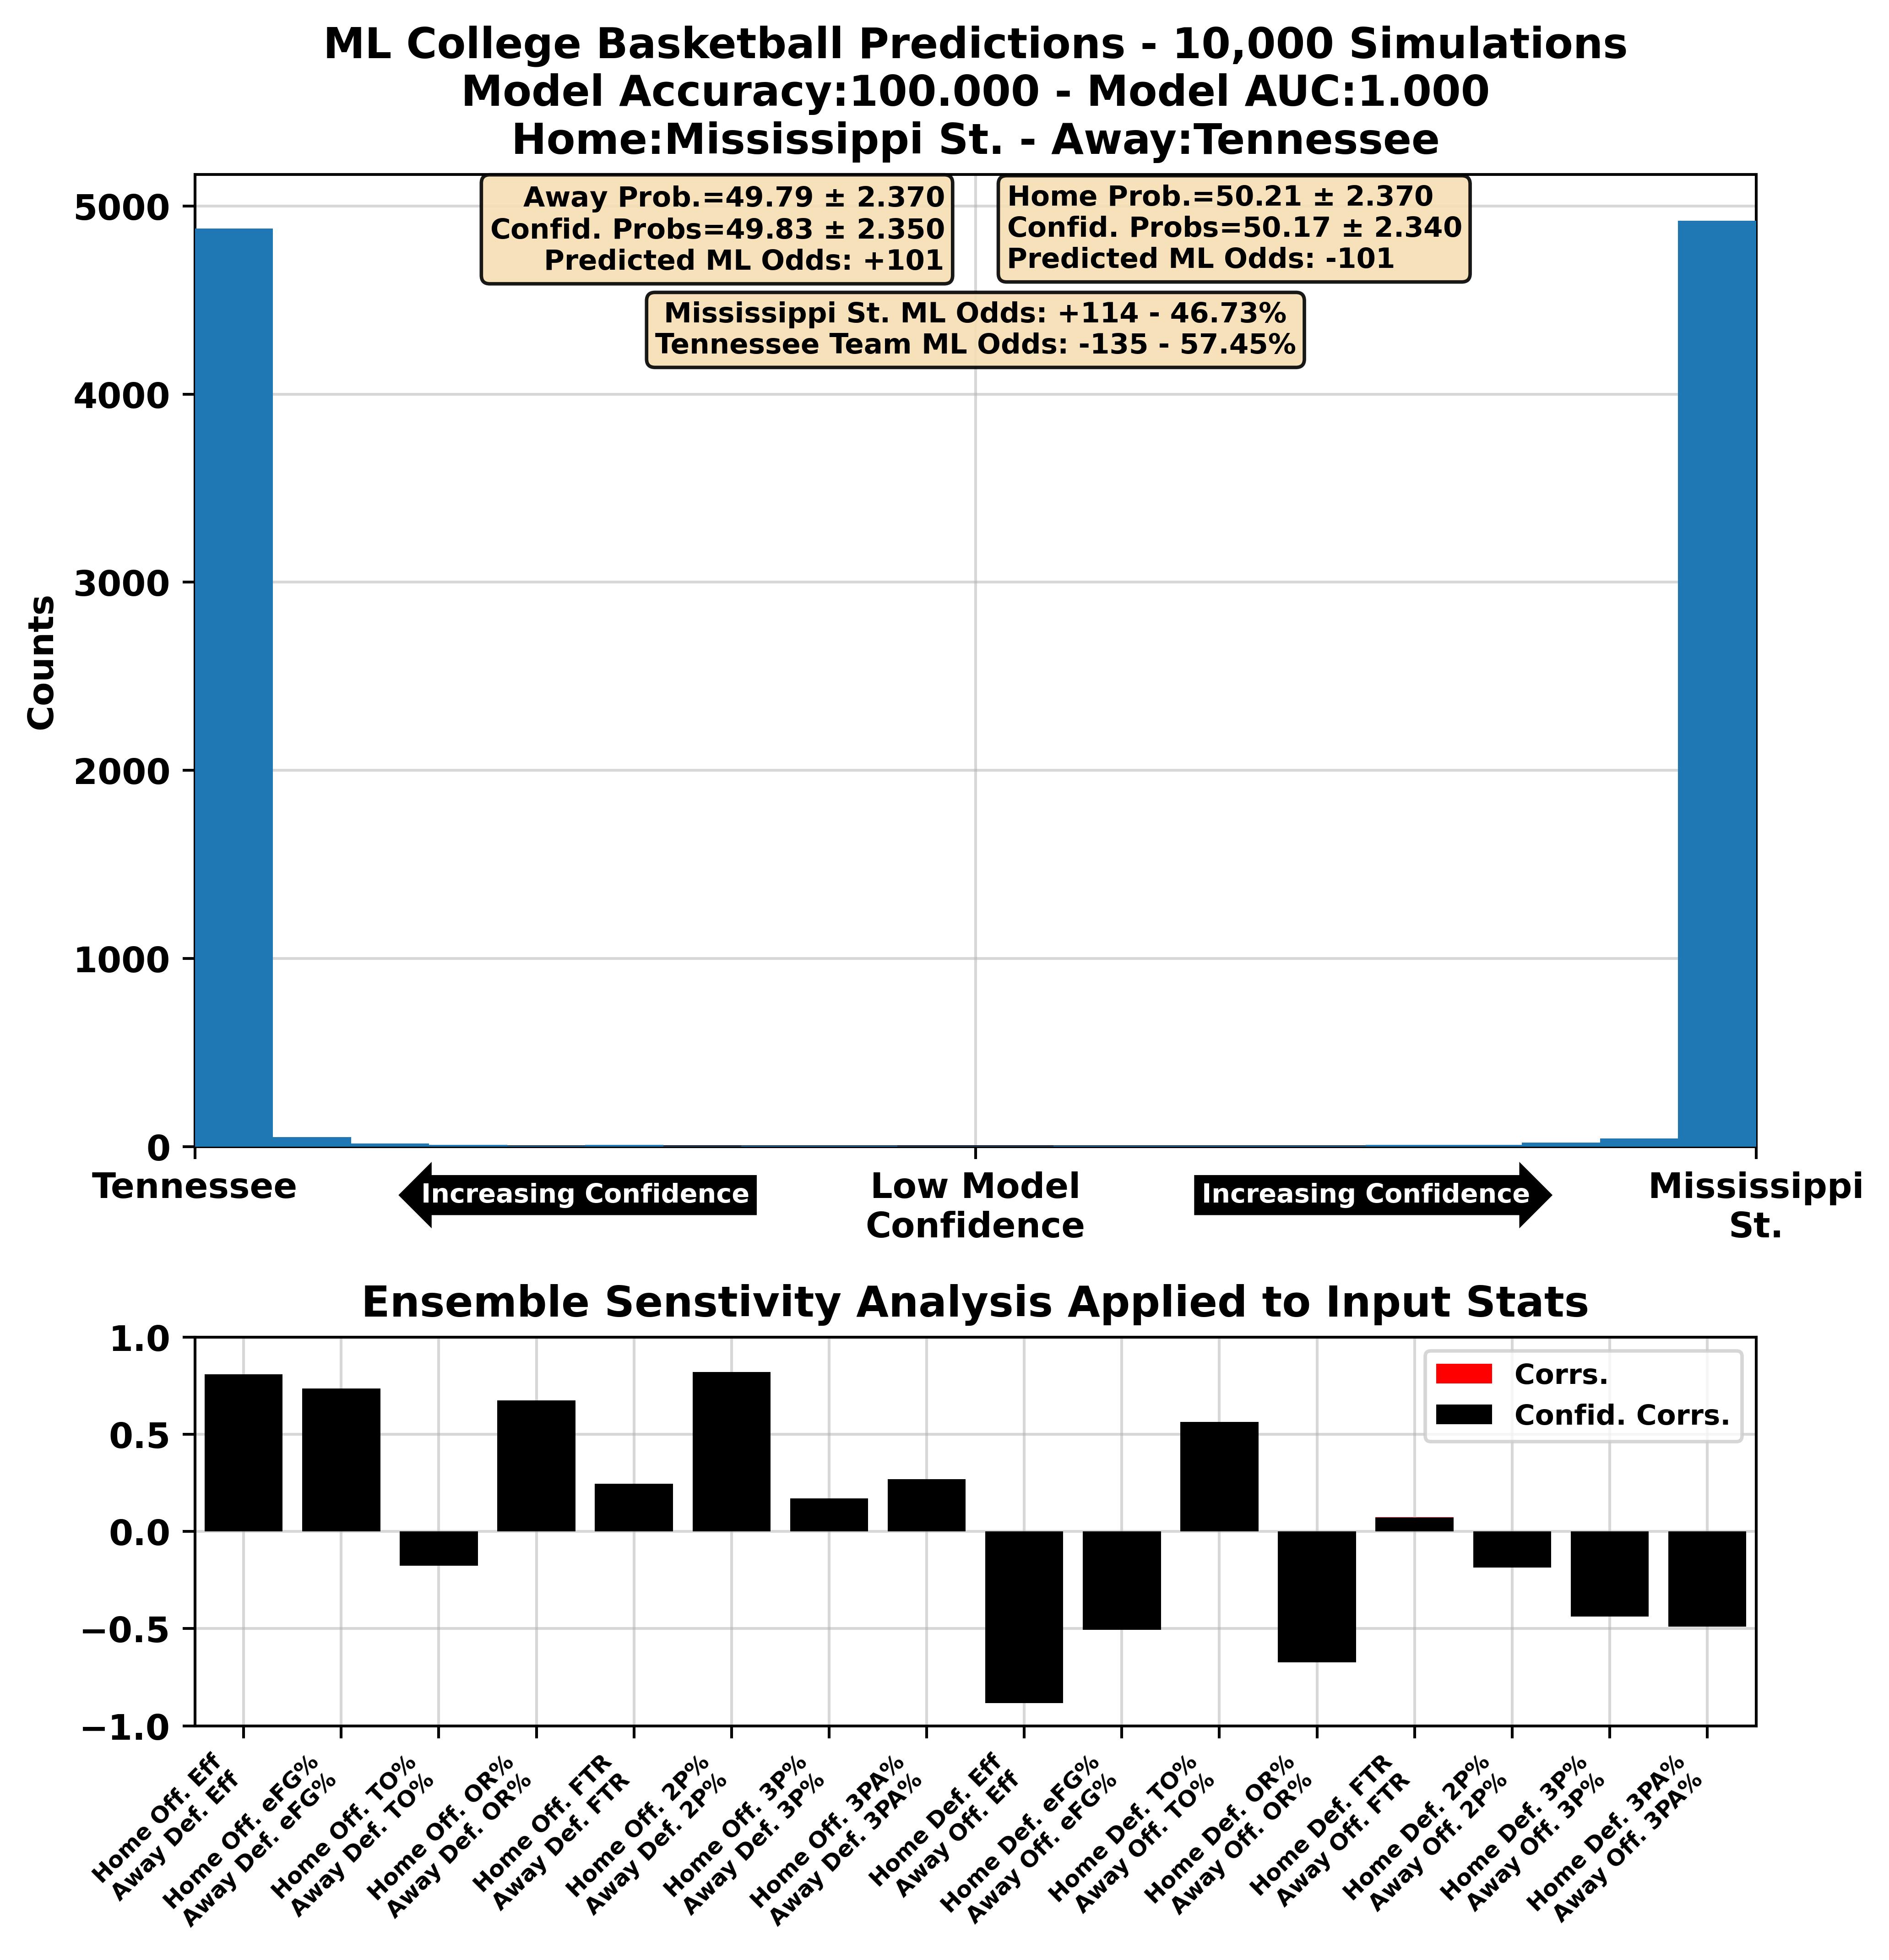 ML College Basketball Predictions - 10,000 Simulations
Model Accuracy:100.000 - Model AUC:1.000
Home:Mississippi St. - Away:Tennessee
Away Prob.=49.79 ± 2.370
Confid. Probs=49.83 ± 2.350
Predicted ML Odds: +101
Home Prob.=50.21 ± 2.370
Confid. Probs=50.17 ± 2.340
Predicted ML Odds: -101
Mississippi St. ML Odds: +114 - 46.73%
Tennessee Team ML Odds: -135 - 57.45%
Counts
5000
4000
3000
2000
1000
0
Tennessee
Increasing Confidence
Low Model
Confidence
Increasing Confidence
Mississippi
St.
Ensemble Senstivity Analysis Applied to Input Stats
1.0
0.5
0.0
−0.5
−1.0
Corrs.
Confid. Corrs.
Home Off. Eff
Away Def. Eff
Home Off. eFG%
Away Def. eFG%
Home Off. TO%
Away Def. TO%
Home Off. OR%
Away Def. OR%
Home Off. FTR
Away Def. FTR
Home Off. 2P%
Away Def. 2P%
Home Off. 3P%
Away Def. 3P%
Home Off. 3PA%
Away Def. 3PA%
Home Def. Eff
Away Off. Eff
Home Def. eFG%
Away Off. eFG%
Home Def. TO%
Away Off. TO%
Home Def. OR%
Away Off. OR%
Home Def. FTR
Away Off. FTR
Home Def. 2P%
Away Off. 2P%
Home Def. 3P%
Away Off. 3P%
Home Def. 3PA%
Away Off. 3PA%